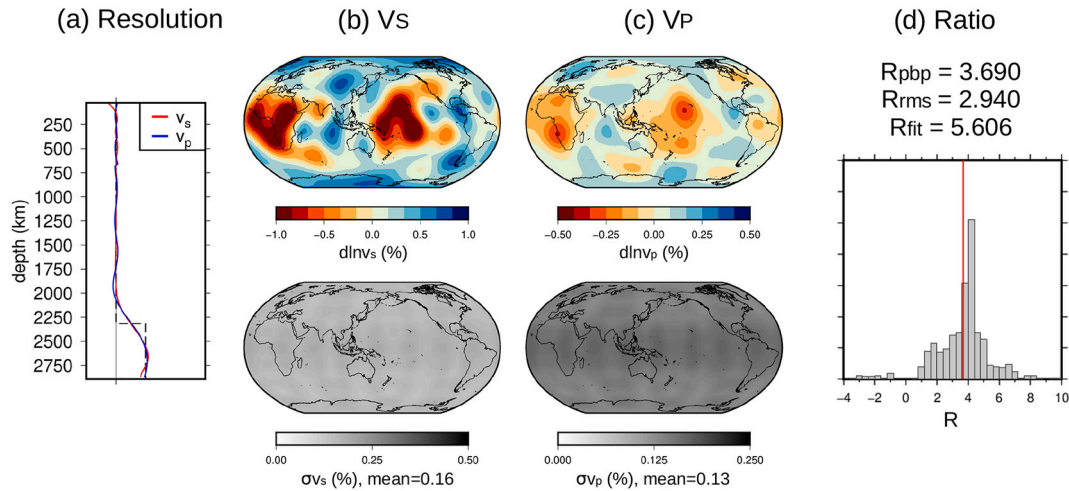 (a) Resolution
(b) VS
(c) VP
(d) Ratio
Rpbp = 3.690
Rrms = 2.940
Rfit = 5.606
vs
vp
depth (km)
250
500
750
1000
1250
1500
1750
2000
2250
2500
2750
−1.0 −0.5 0.0 0.5 1.0
dlnvs (%)
−0.50 −0.25 0.00 0.25 0.50
dlnvp (%)
0.00 0.25 0.50
σvs (%), mean=0.16
0.000 0.125 0.250
σvp (%), mean=0.13
−4 −2 0 2 4 6 8 10
R